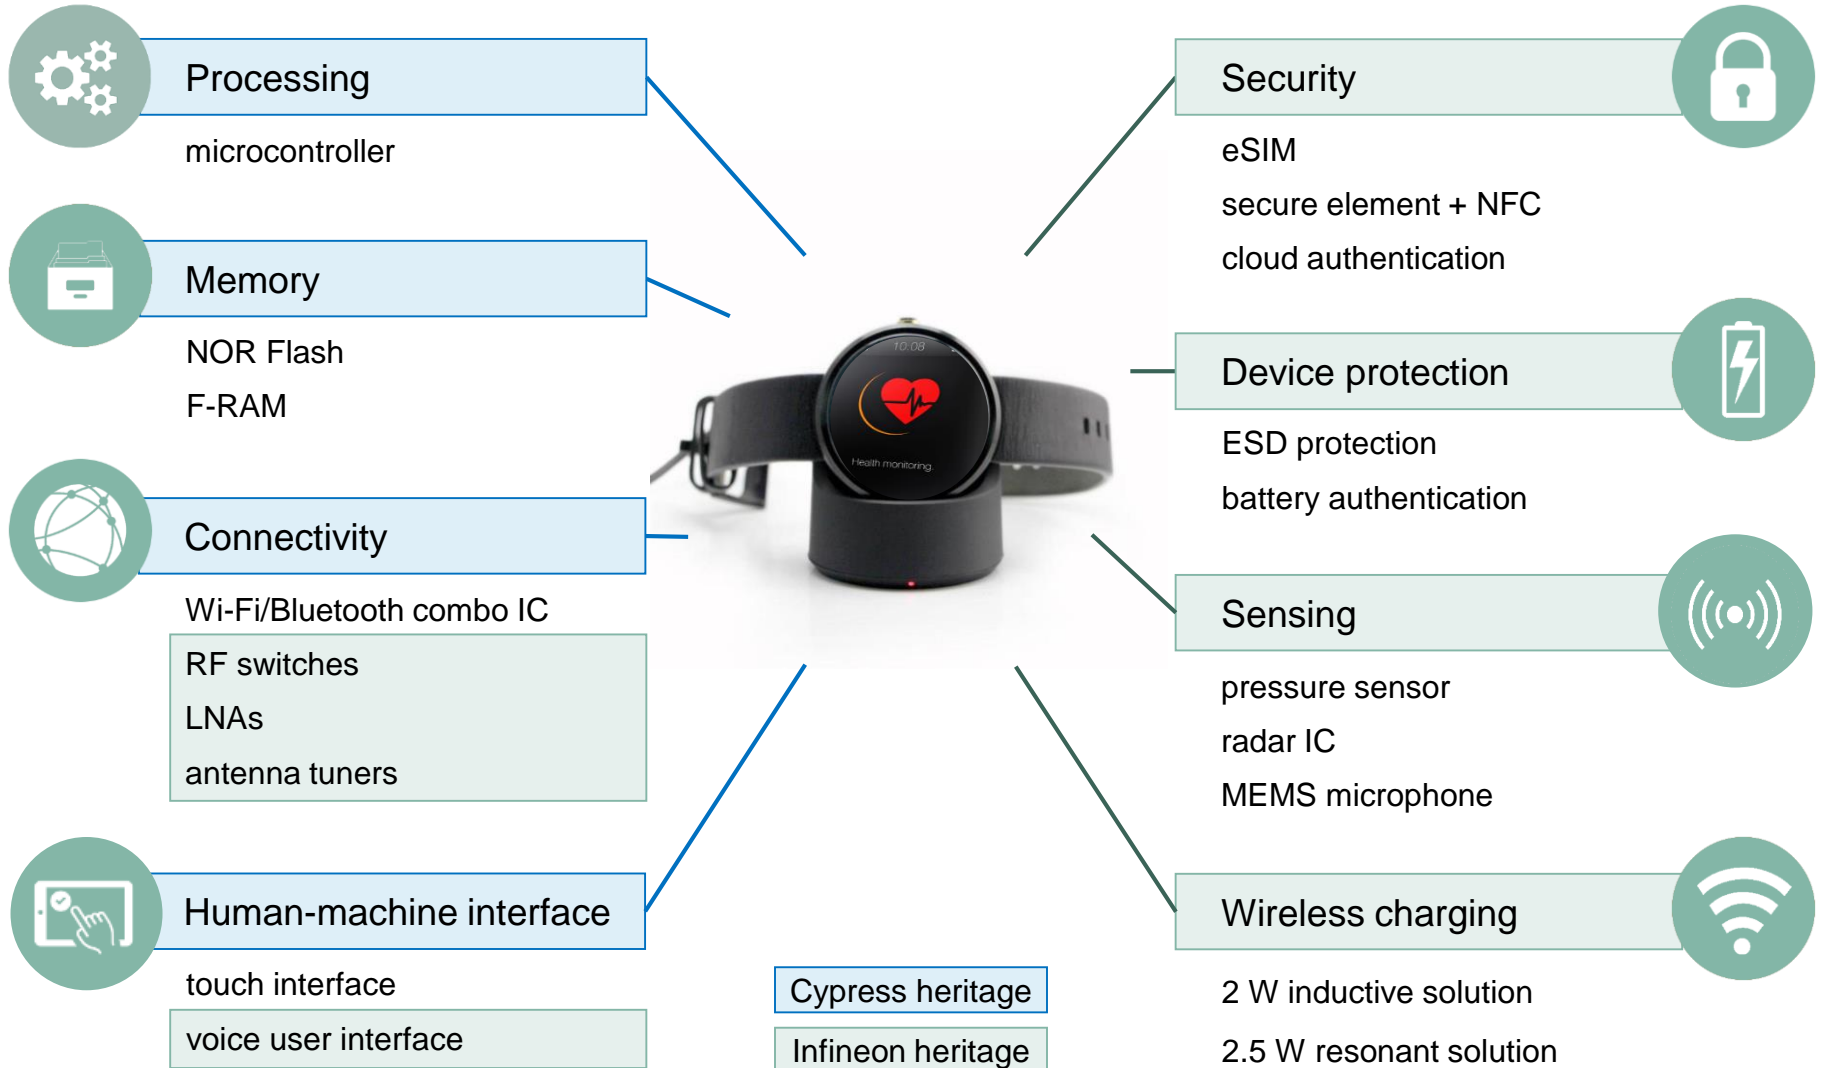 Processing
microcontroller
Memory
NOR Flash
F-RAM
Connectivity
Wi-Fi/Bluetooth combo IC
RF switches
LNAs
antenna tuners
Human-machine interface
touch interface
voice user interface
10:08
Health monitoring.
Cypress heritage
Infineon heritage
Security
eSIM
secure element + NFC
cloud authentication
Device protection
ESD protection
battery authentication
Sensing
pressure sensor
radar IC
MEMS microphone
Wireless charging
2 W inductive solution
2.5 W resonant solution